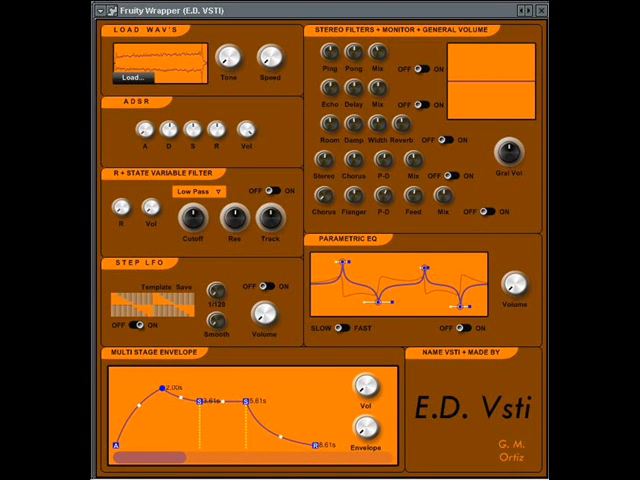 Fruity Wrapper (E.D. VSTi)
LOAD WAV'S
Load...
Tone
Speed
ADSR
A D S R Vol
R + STATE VARIABLE FILTER
Low Pass
OFF ON
R Vol
Cutoff Res Track
STEP LFO
Template Save
OFF ON
1/128
OFF ON
Smooth
Volume
STEREO FILTERS + MONITOR + GENERAL VOLUME
Ping Pong Mix
OFF ON
Echo Delay Mix
OFF ON
Room Damp Width Reverb
OFF ON
Stereo Chorus P-D Mix
OFF ON
Chorus Flanger P-D Feed Mix
OFF ON
Gral Vol
PARAMETRIC EQ
Volume
SLOW FAST
OFF ON
MULTI STAGE ENVELOPE
2.00s
S 3.61s
S 5.61s
A
R 8.61s
Vol
Envelope
NAME VSTI + MADE BY
E.D. Vsti
G. M.
Ortiz